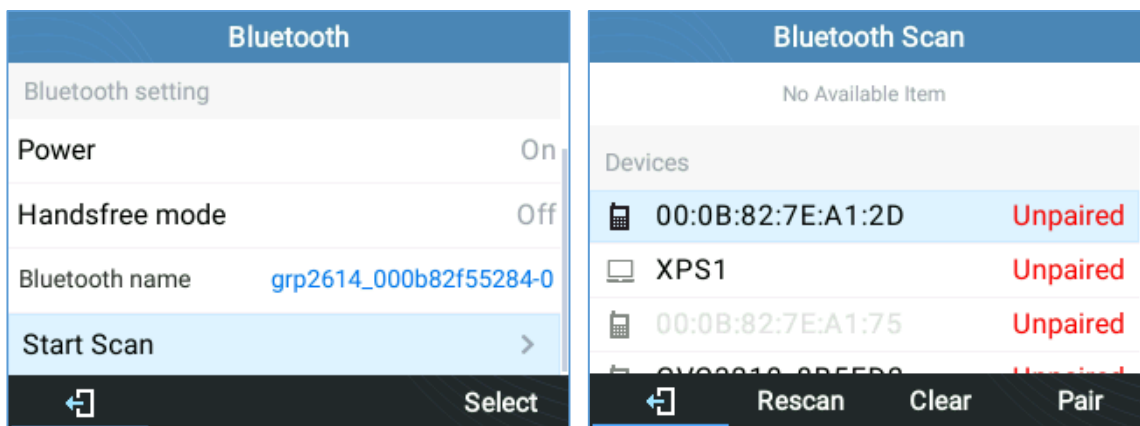 Bluetooth
Bluetooth setting
Power On
Handsfree mode Off
Bluetooth name grp2614_000b82f55284-0
Start Scan
Select
Bluetooth Scan
No Available Item
Devices
00:0B:82:7E:A1:2D Unpaired
XPS1 Unpaired
00:0B:82:7E:A1:75 Unpaired
Unpaired
Rescan Clear Pair